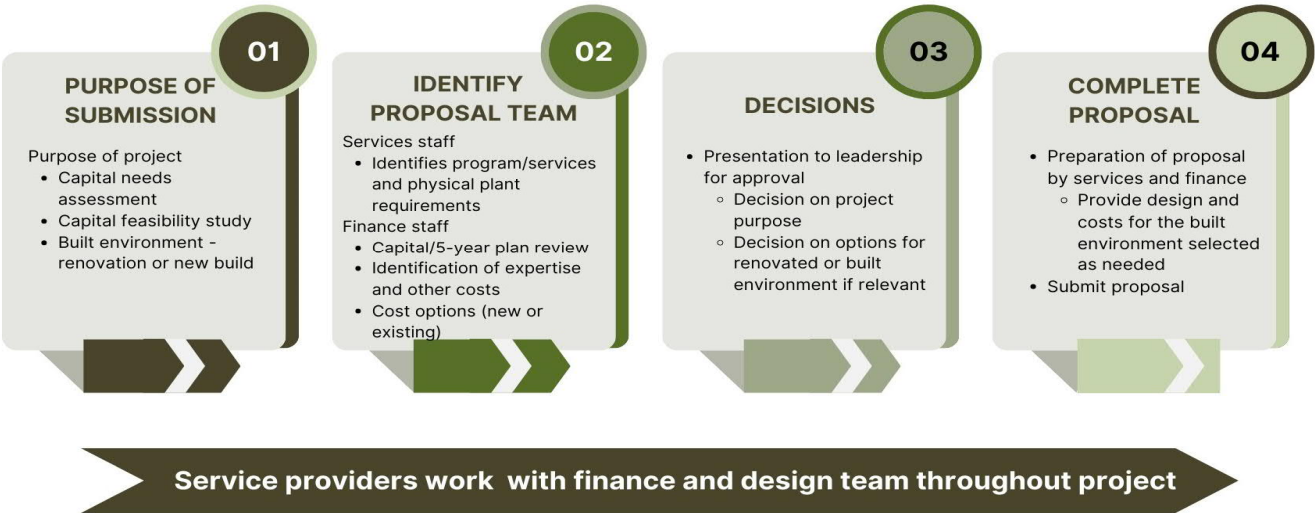 01
PURPOSE OF
SUBMISSION
Purpose of project
• Capital needs
assessment
• Capital feasibility study
• Built environment -
renovation or new build
02
IDENTIFY
PROPOSAL TEAM
Services staff
• Identifies program/services
and physical plant
requirements
Finance staff
• Capital/5-year plan review
• Identification of expertise
and other costs
• Cost options (new or
existing)
03
DECISIONS
• Presentation to leadership
for approval
◦ Decision on project
purpose
◦ Decision on options for
renovated or built
environment if relevant
04
COMPLETE
PROPOSAL
• Preparation of proposal
by services and finance
◦ Provide design and
costs for the built
environment selected
as needed
• Submit proposal
Service providers work with finance and design team throughout project